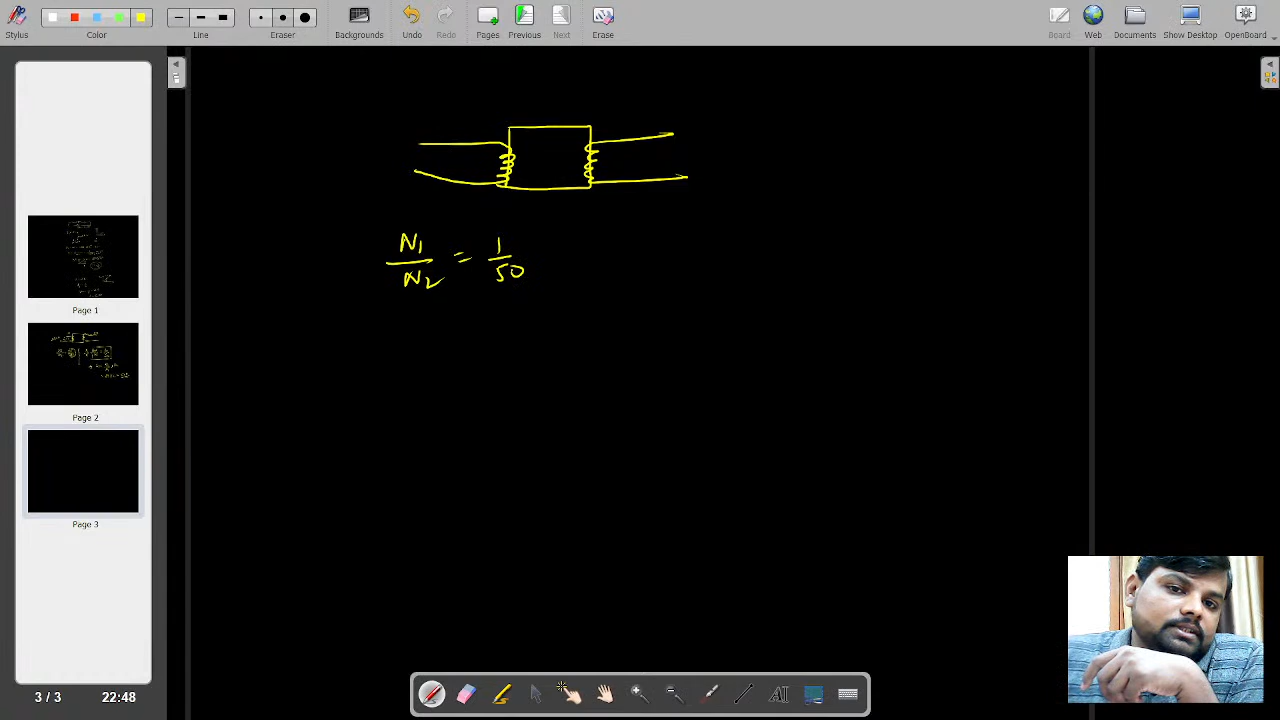 Stylus
Color
Line
Eraser
Backgrounds
Undo
Redo
Pages
Previous
Next
Erase
Board
Web
Documents
Show Desktop
OpenBoard
N1
N2
=
1
50
Page 1
Page 2
Page 3
3 / 3
22:48
AI